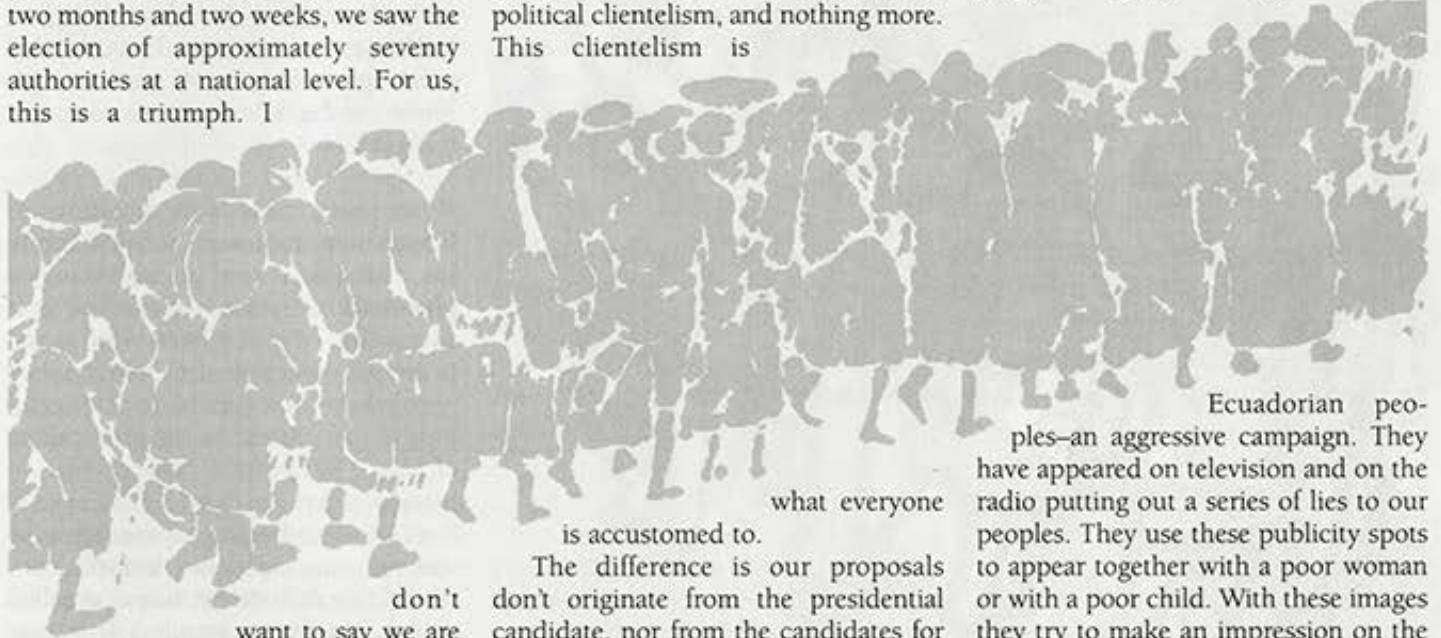 two months and two weeks, we saw the
election of approximately seventy
authorities at a national level. For us,
this is a triumph. I
don't
want to say we are
political clientelism, and nothing more.
This clientelism is
what everyone
is accustomed to.
The difference is our proposals
don't originate from the presidential
candidate, nor from the candidates for
Ecuadorian peo-
ples–an aggressive campaign. They
have appeared on television and on the
radio putting out a series of lies to our
peoples. They use these publicity spots
to appear together with a poor woman
or with a poor child. With these images
they try to make an impression on the